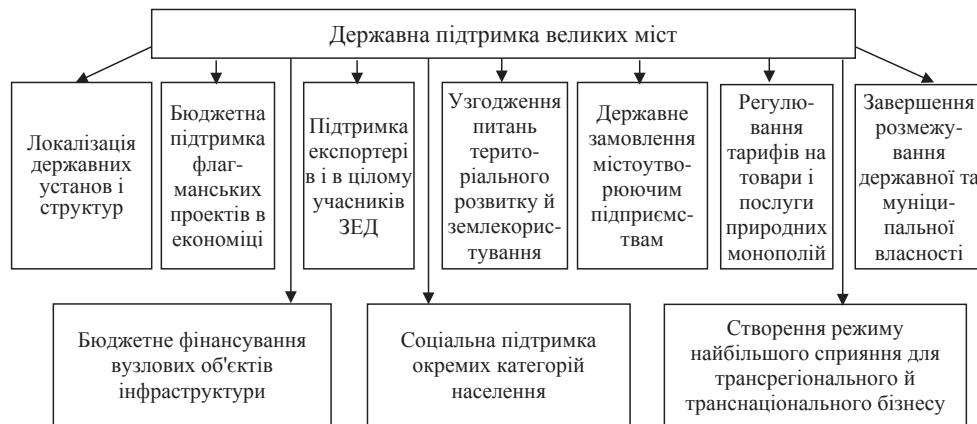 Державна підтримка великих міст
Локалізація
державних
установ і
структур
Бюджетна
підтримка
флаг-
манських
проектів в
економіці
Підтримка
експортері
в і в цілому
учасників
ЗЕД
Узгодження
питань
терито-
ріального
розвитку й
землекорис-
тування
Державне
замовлення
містоутво-
рюючим
підприємс-
твам
Регулю-
вання
тарифів на
товари і
послуги
природних
монополій
Завершення
розмежу-
вання
державної та
муніци-
пальної
власності
Бюджетне фінансування
вузлових об'єктів
інфраструктури
Соціальна підтримка
окремих категорій
населення
Створення режиму
найбільшого сприяння для
трансрегіонального й
транснаціонального бізнесу